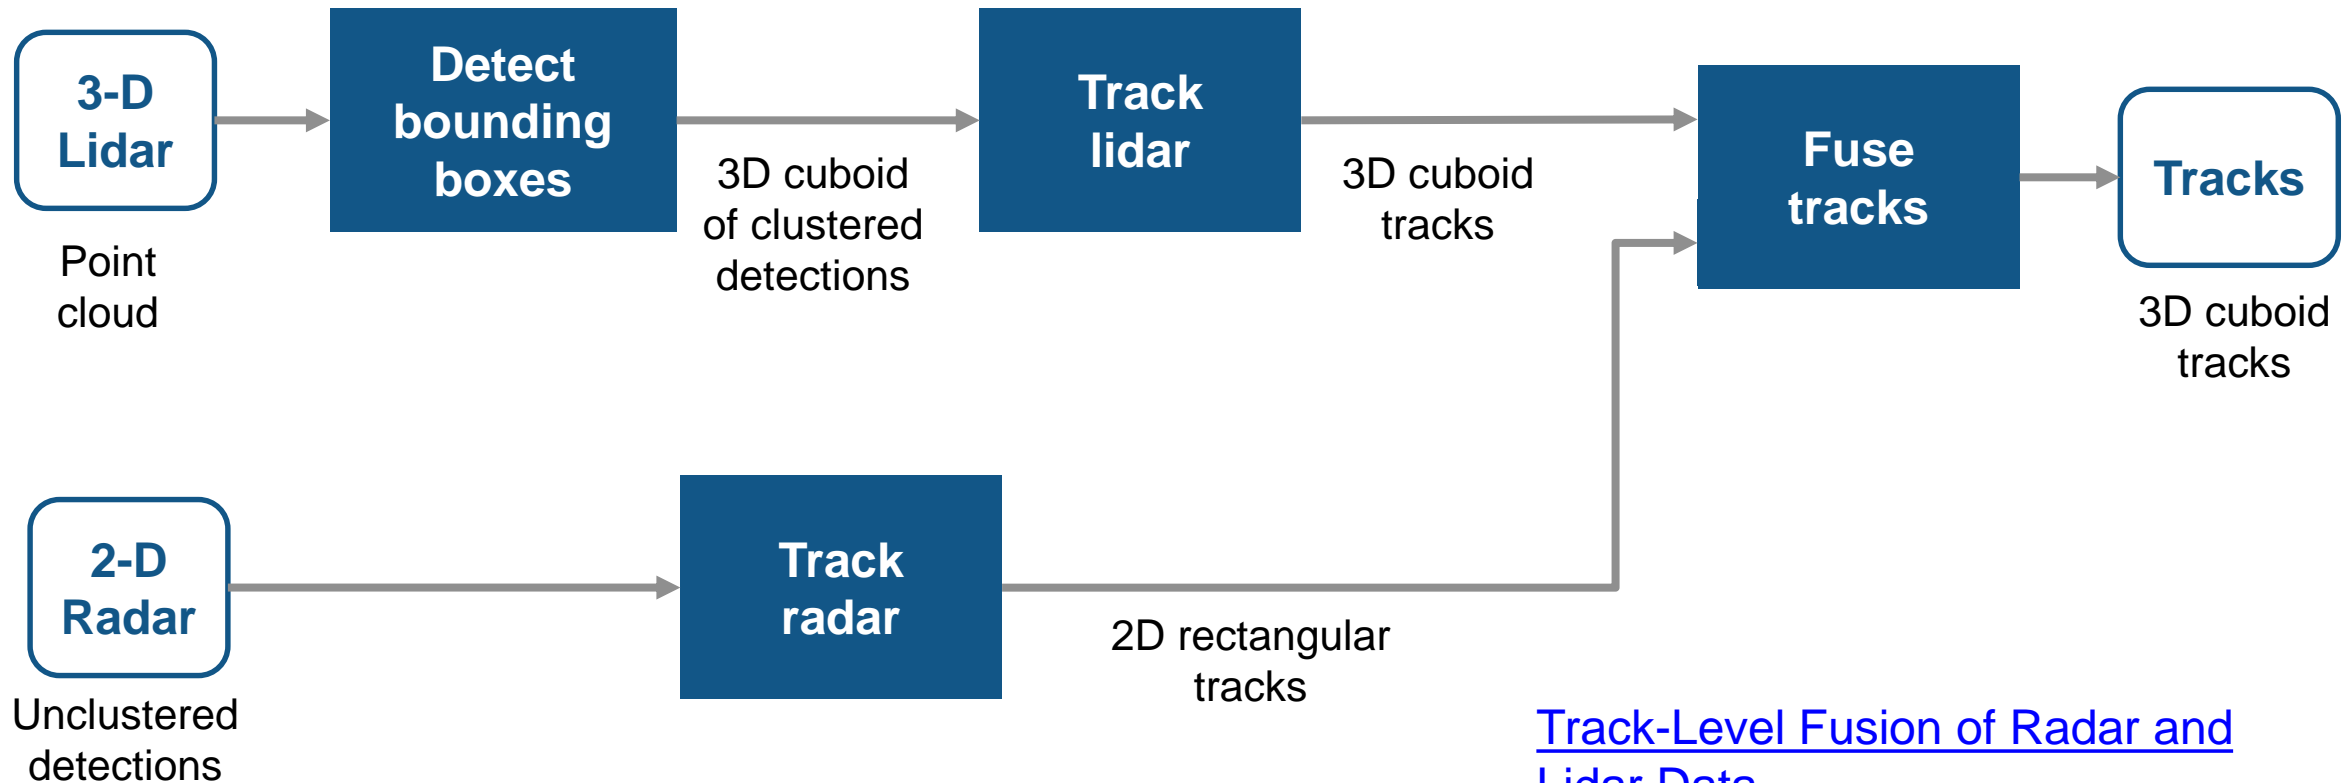 3-D
Lidar
Point
cloud
Detect
bounding
boxes
3D cuboid
of clustered
detections
Track
lidar
3D cuboid
tracks
Fuse
tracks
Tracks
3D cuboid
tracks
2-D
Radar
Unclustered
detections
Track
radar
2D rectangular
tracks
Track-Level Fusion of Radar and
Lidar Data